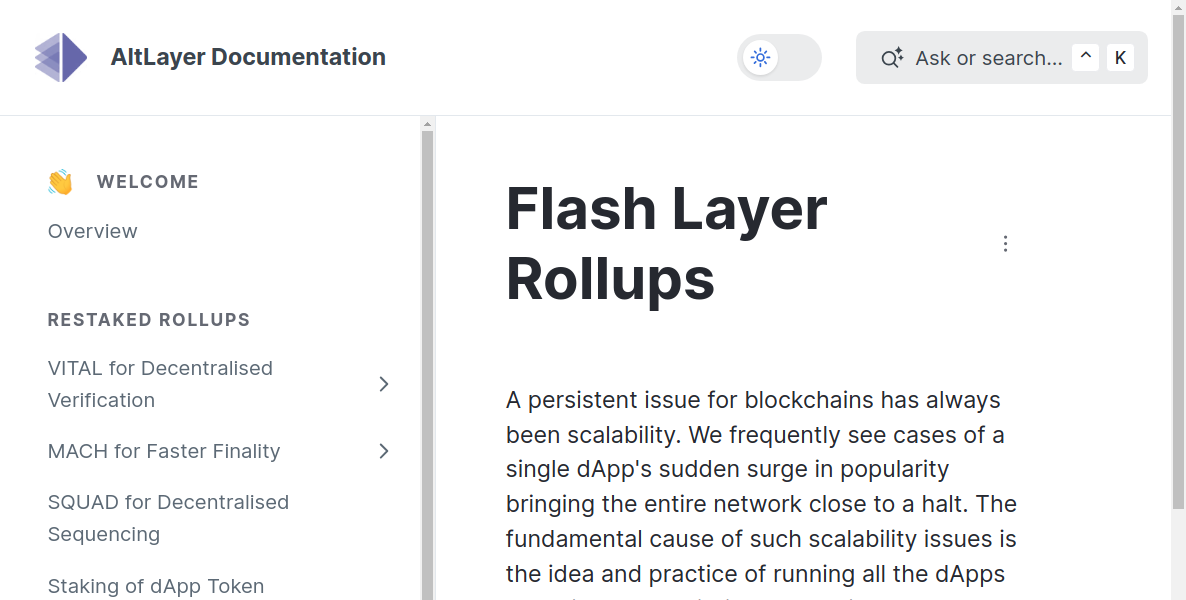 AltLayer Documentation
Ask or search... ^ K
WELCOME
Overview
RESTAKED ROLLUPS
VITAL for Decentralised
Verification
MACH for Faster Finality
SQUAD for Decentralised
Sequencing
Staking of dApp Token
Flash Layer
Rollups
A persistent issue for blockchains has always
been scalability. We frequently see cases of a
single dApp's sudden surge in popularity
bringing the entire network close to a halt. The
fundamental cause of such scalability issues is
the idea and practice of running all the dApps